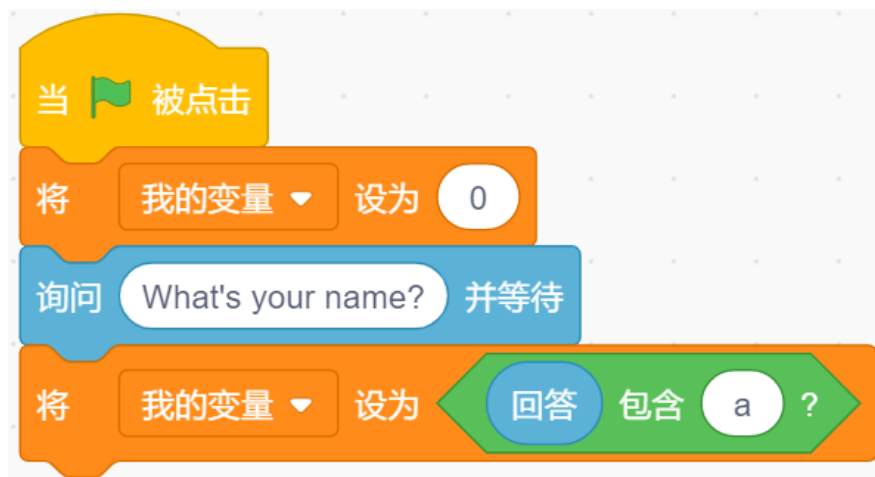 当 被点击
将 我的变量 设为 0
询问 What's your name? 并等待
将 我的变量 设为 回答 包含 a ?